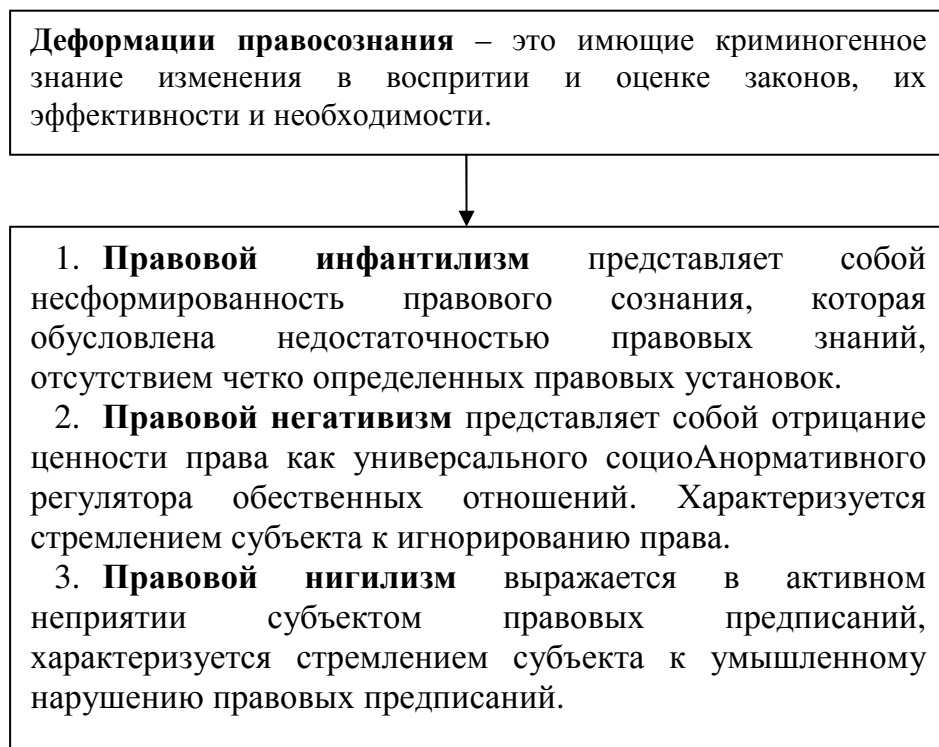 Деформации правосознания – это имющие криминогенное
знание изменения в воспритии и оценке законов, их
эффективности и необходимости.
1. Правовой инфантилизм представляет собой
несформированность правового сознания, которая
обусловлена недостаточностью правовых знаний,
отсутствием четко определенных правовых установок.
2. Правовой негативизм представляет собой отрицание
ценности права как универсального социоАнормативного
регулятора обественных отношений. Характеризуется
стремлением субъекта к игнорированию права.
3. Правовой нигилизм выражается в активном
неприятии субъектом правовых предписаний,
характеризуется стремлением субъекта к умышленному
нарушению правовых предписаний.